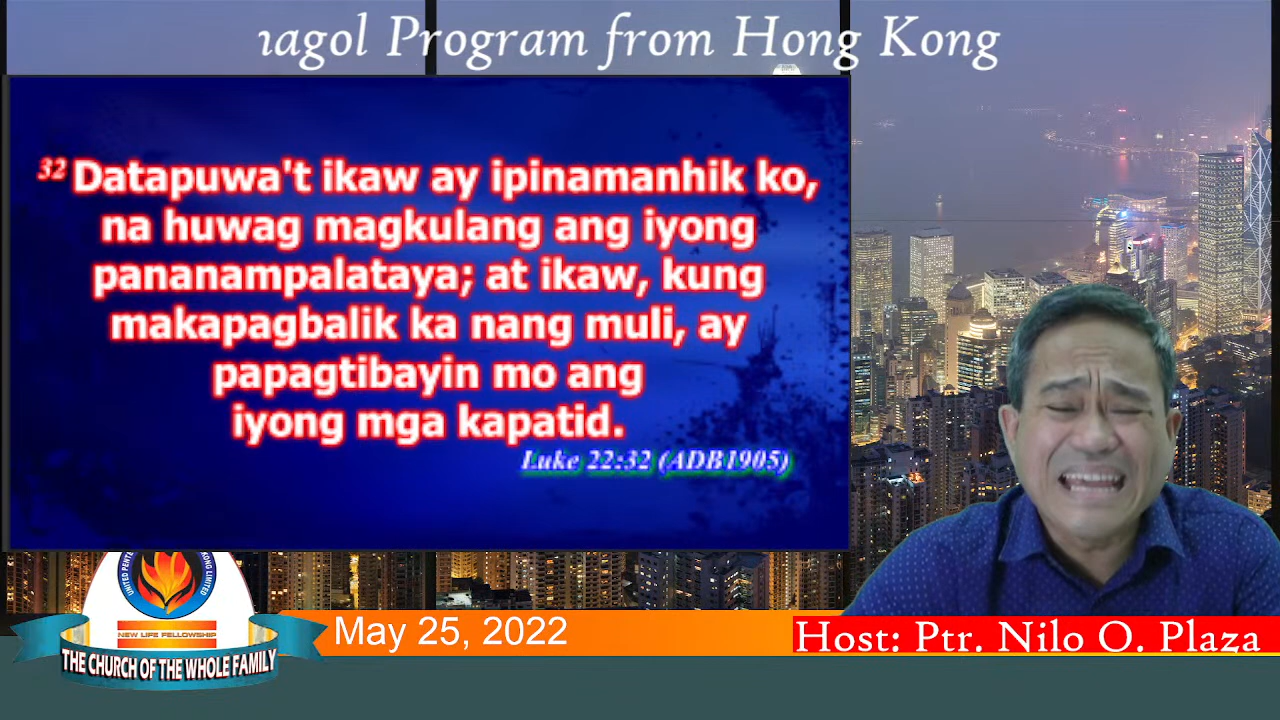 Program from Hong Kong
32 Datapuwa't ikaw ay ipinamanhik ko,
na huwag magkulang ang iyong
pananampalataya; at ikaw, kung
makapagbalik ka nang muli, ay
papagtibayin mo ang
iyong mga kapatid.
Luke 22:32 (ADB1905)
NEW LIFE FELLOWSHIP
THE CHURCH OF THE WHOLE FAMILY
May 25, 2022
Host: Ptr. Nilo O. Plaza